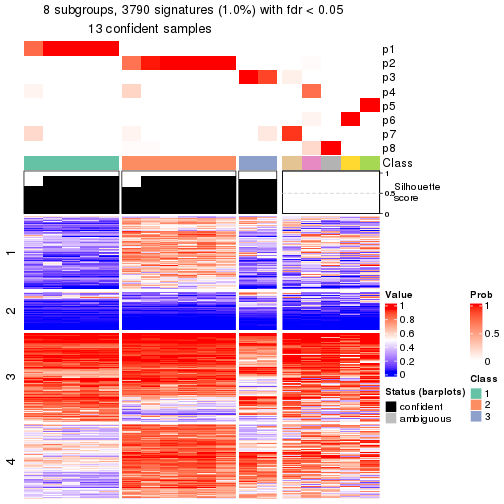 8 subgroups, 3790 signatures (1.0%) with fdr < 0.05
13 confident samples
p1
p2
p3
p4
p5
p6
p7
p8
Class
1
0.5
0
Silhouette
score
1
2
3
4
Value
1
0.8
0.6
0.4
0.2
0
Prob
1
0.5
0
Status (barplots)
confident
ambiguous
Class
1
2
3